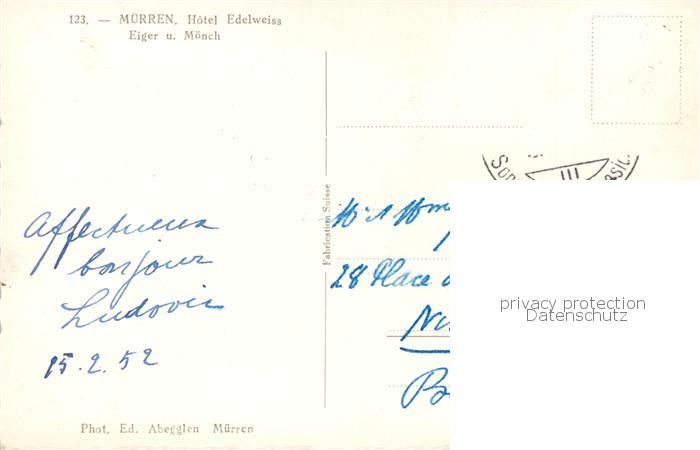 123. — MÜRREN, Hôtel Edelweiss
Eiger u. Mönch
Fabrication Suisse
Affectueux
bonjour
Ludovic
15.2.52
28 Place
privacy protection
Datenschutz
Phot. Ed. Abegglen Mürren